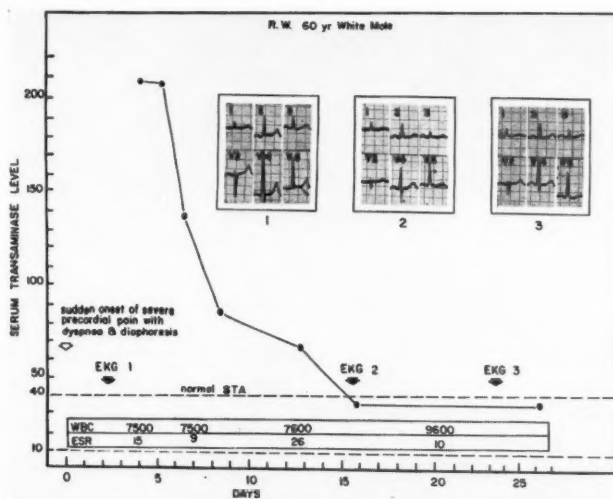 R.W. 60 yr White Mole
200
150
100
50
40
10
SERUM TRANSAMINASE LEVEL
1 2 3
sudden onset of severe
precordial pain with
dyspnea & diaphoresis
EKG 1
EKG 2
EKG 3
normal STA
WBC 7500 7500 7800 9600
ESR 15 9 26 10
0 5 10 15 20 25
DAYS